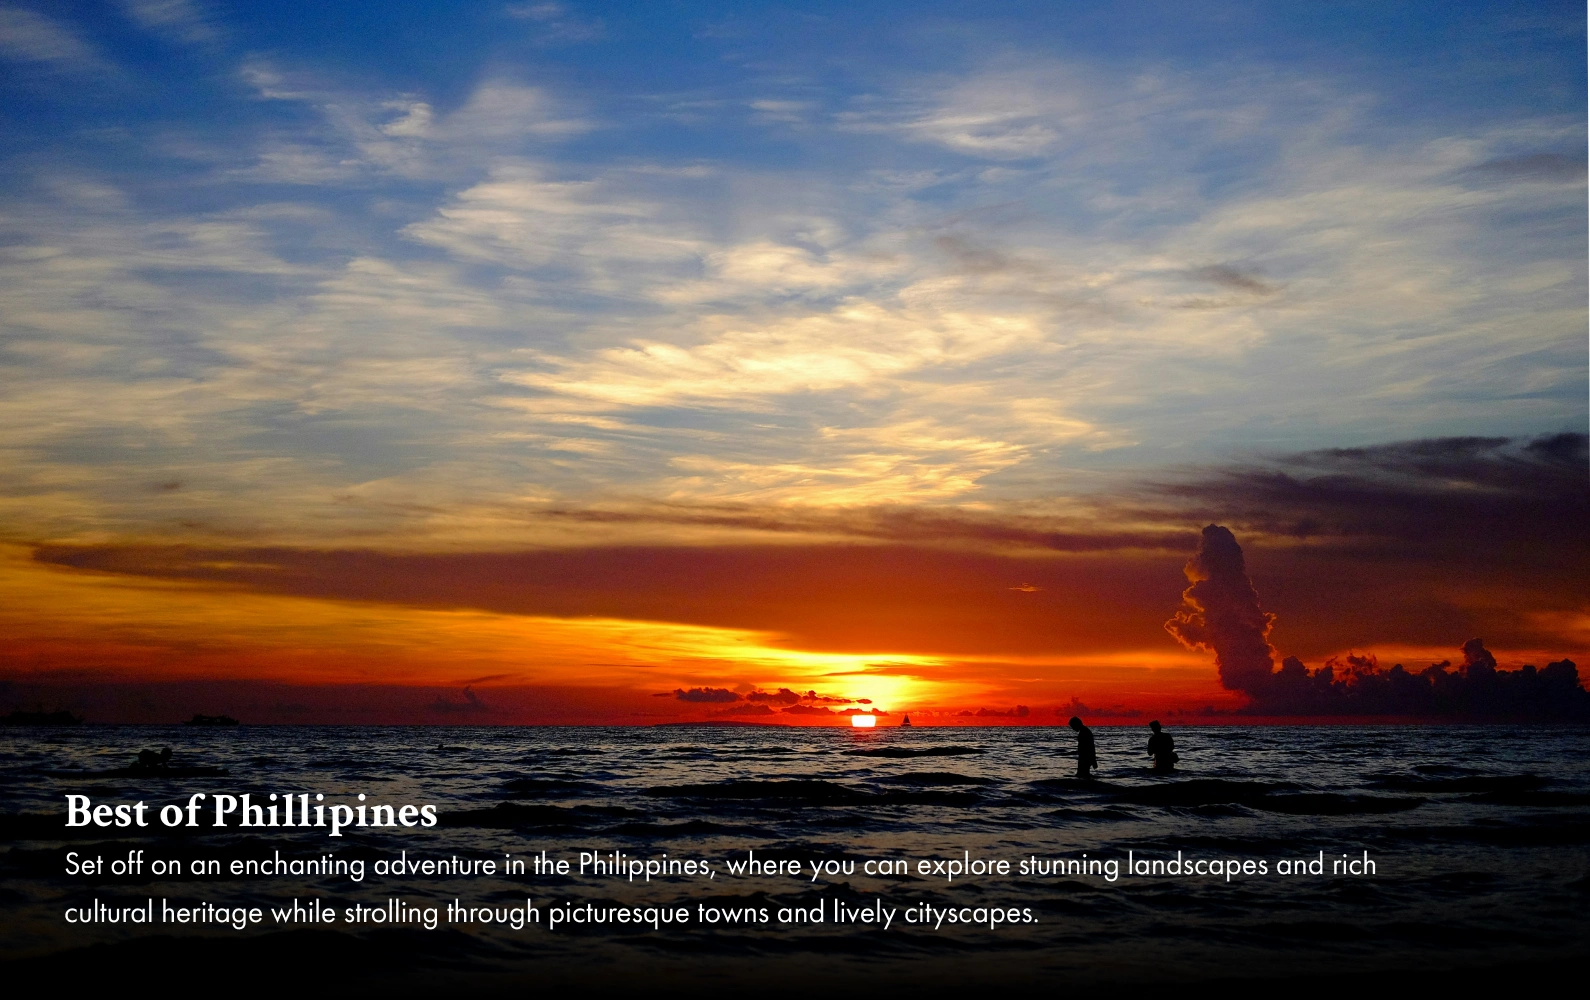 Best of Phillipines
Set off on an enchanting adventure in the Philippines, where you can explore stunning landscapes and rich
cultural heritage while strolling through picturesque towns and lively cityscapes.